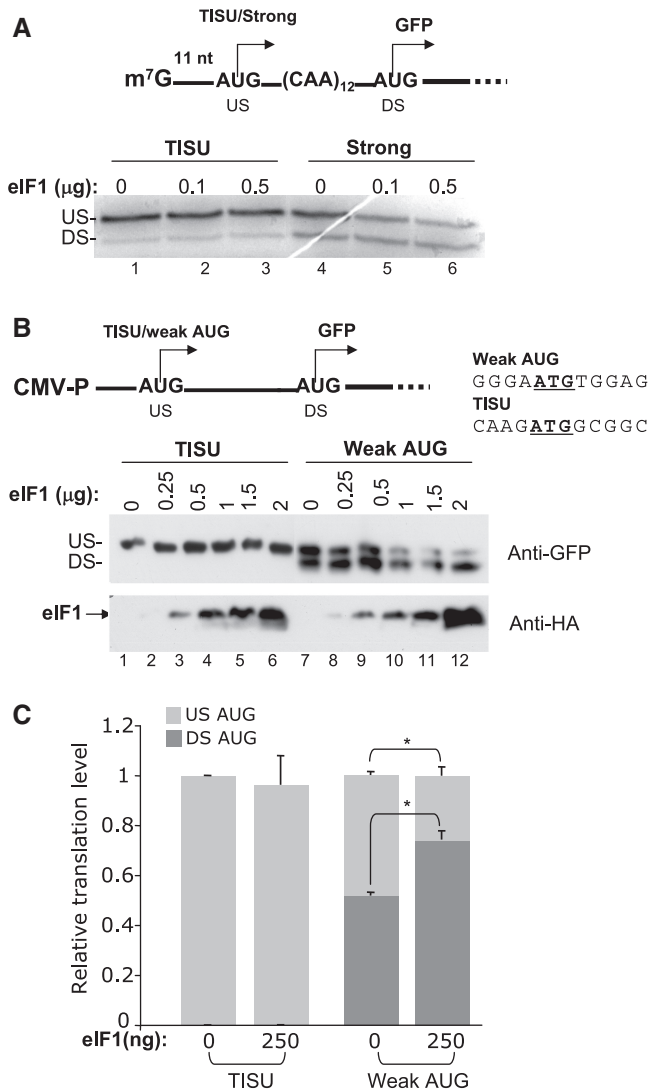 A
TISU/Strong
GFP
11 nt
m⁷G AUG (CAA)₁₂ AUG
US DS
TISU Strong
eIF1 (μg): 0 0.1 0.5 0 0.1 0.5
US-
DS-
1 2 3 4 5 6
B
TISU/weak AUG
GFP
CMV-P AUG AUG
US DS
Weak AUG
GGGAATGTGGAG
TISU
CAAGATGGCGGC
TISU Weak AUG
eIF1 (μg): 0 0.25 0.5 1 1.5 2 0 0.25 0.5 1 1.5 2
US-
DS-
Anti-GFP
eIF1
Anti-HA
1 2 3 4 5 6 7 8 9 10 11 12
C
US AUG
DS AUG
Relative translation level
1.2
1
0.8
0.6
0.4
0.2
0
* *
eIF1(ng): 0 250 0 250
TISU Weak AUG